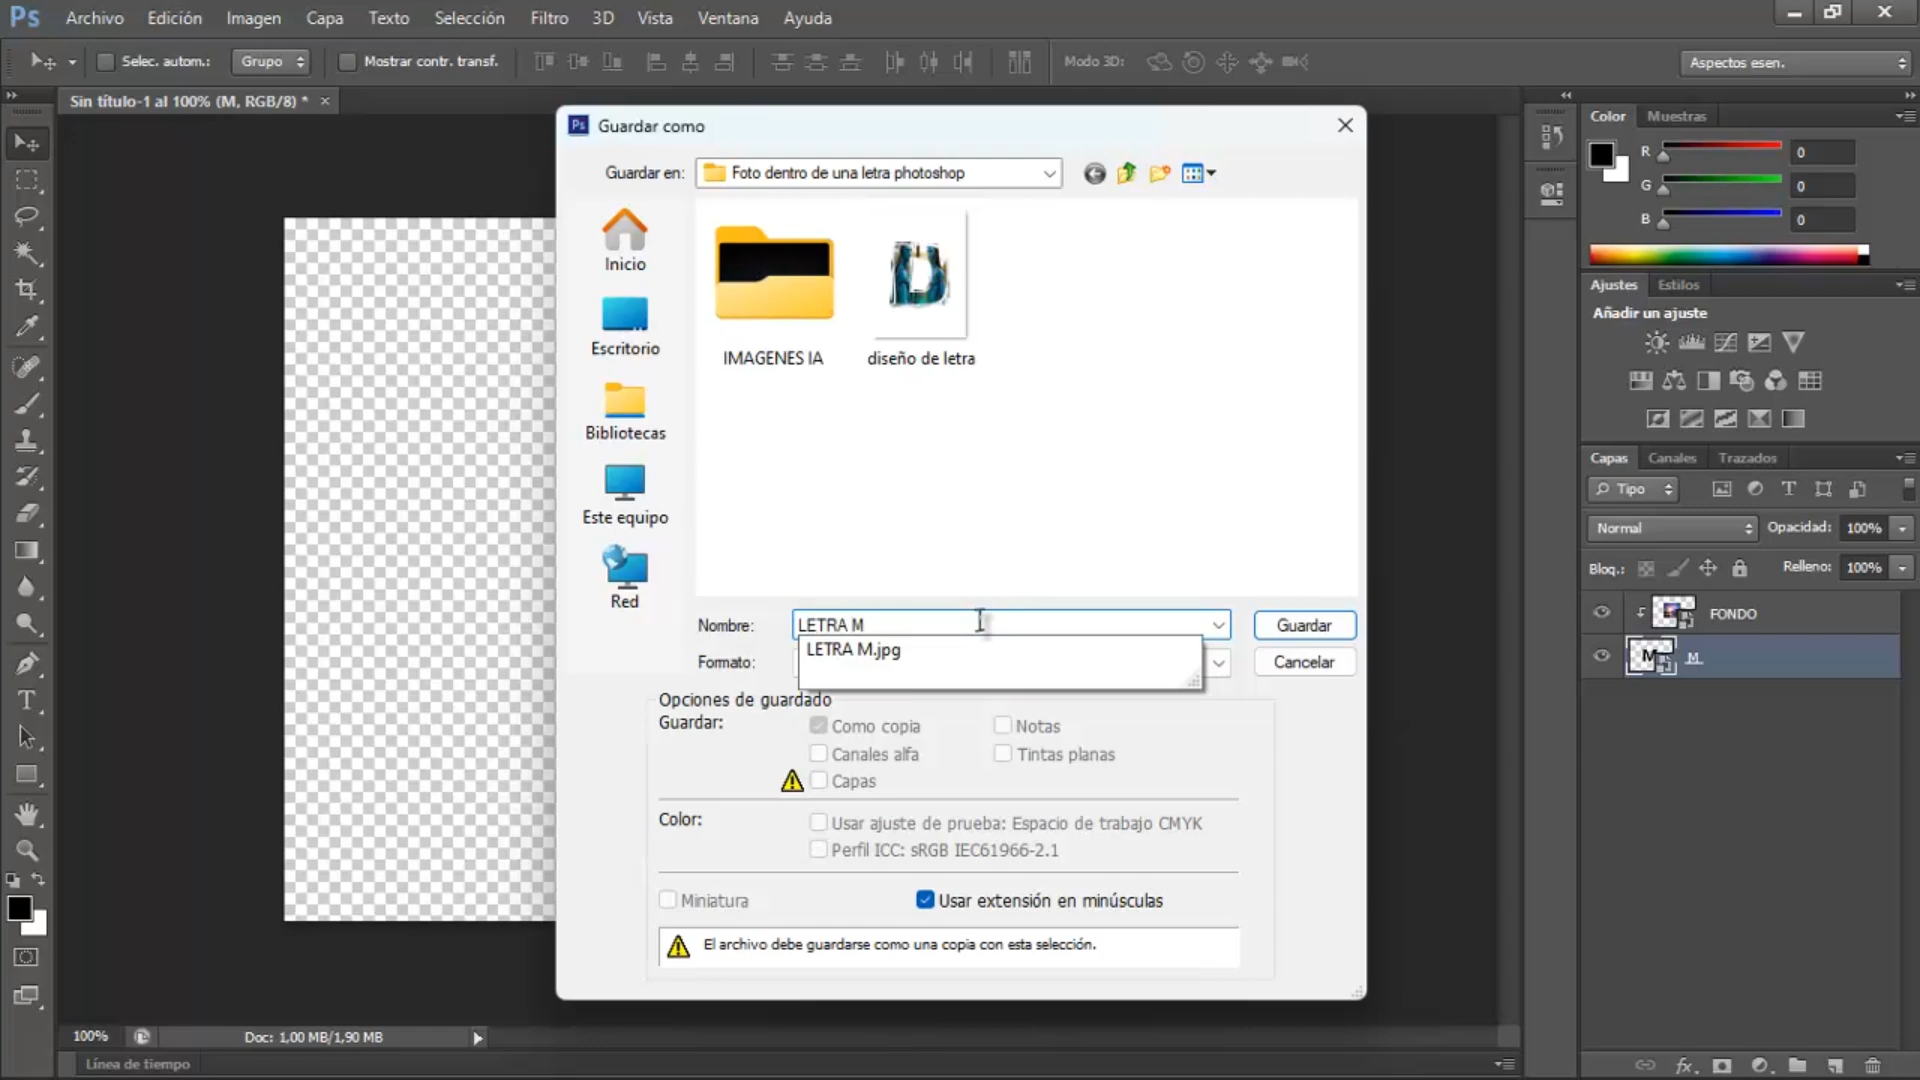 Ps Archivo Edición Imagen Capa Texto Selección Filtro 3D Vista Ventana Ayuda
Selec. autom.: Grupo Mostrar contr. transf. Modo 3D: Aspectos esen.
Sin título-1 al 100% (M, RGB/8) *
Ps Guardar como
Guardar en: Foto dentro de una letra photoshop
Inicio
Escritorio
Bibliotecas
Este equipo
Red
IMAGENES IA
D
diseño de letra
Nombre: LETRA M Guardar
LETRA M.jpg
Formato: Cancelar
Opciones de guardado
Guardar: Como copia Notas
Canales alfa Tintas planas
Capas
Color: Usar ajuste de prueba: Espacio de trabajo CMYK
Perfil ICC: sRGB IEC61966-2.1
Miniatura Usar extensión en minúsculas
El archivo debe guardarse como una copia con esta selección.
Color Muestras
R 0
G 0
B 0
Ajustes Estilos
Añadir un ajuste
Capas Canales Trazados
Tipo
Normal Opacidad: 100%
Bloq.: Relleno: 100%
FONDO
M M
100% Doc: 1,00 MB/1,90 MB
Línea de tiempo